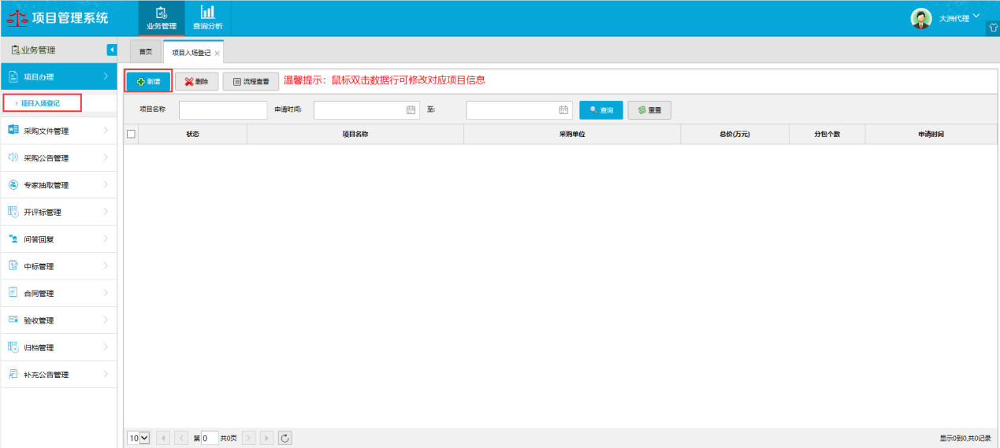 项目管理系统
业务管理
查询分析
大洲代理
业务管理
首页
项目入场登记
项目办理
新增
删除
流程查看
温馨提示：鼠标双击数据行可修改对应项目信息
项目入场登记
项目名称
申请时间:
至:
查询
重置
状态
项目名称
采购单位
总价(万元)
分包个数
申请时间
采购文件管理
采购公告管理
专家抽取管理
开评标管理
问答回复
中标管理
合同管理
验收管理
归档管理
补充公告管理
10
第 0 共0页
显示0到0,共0记录